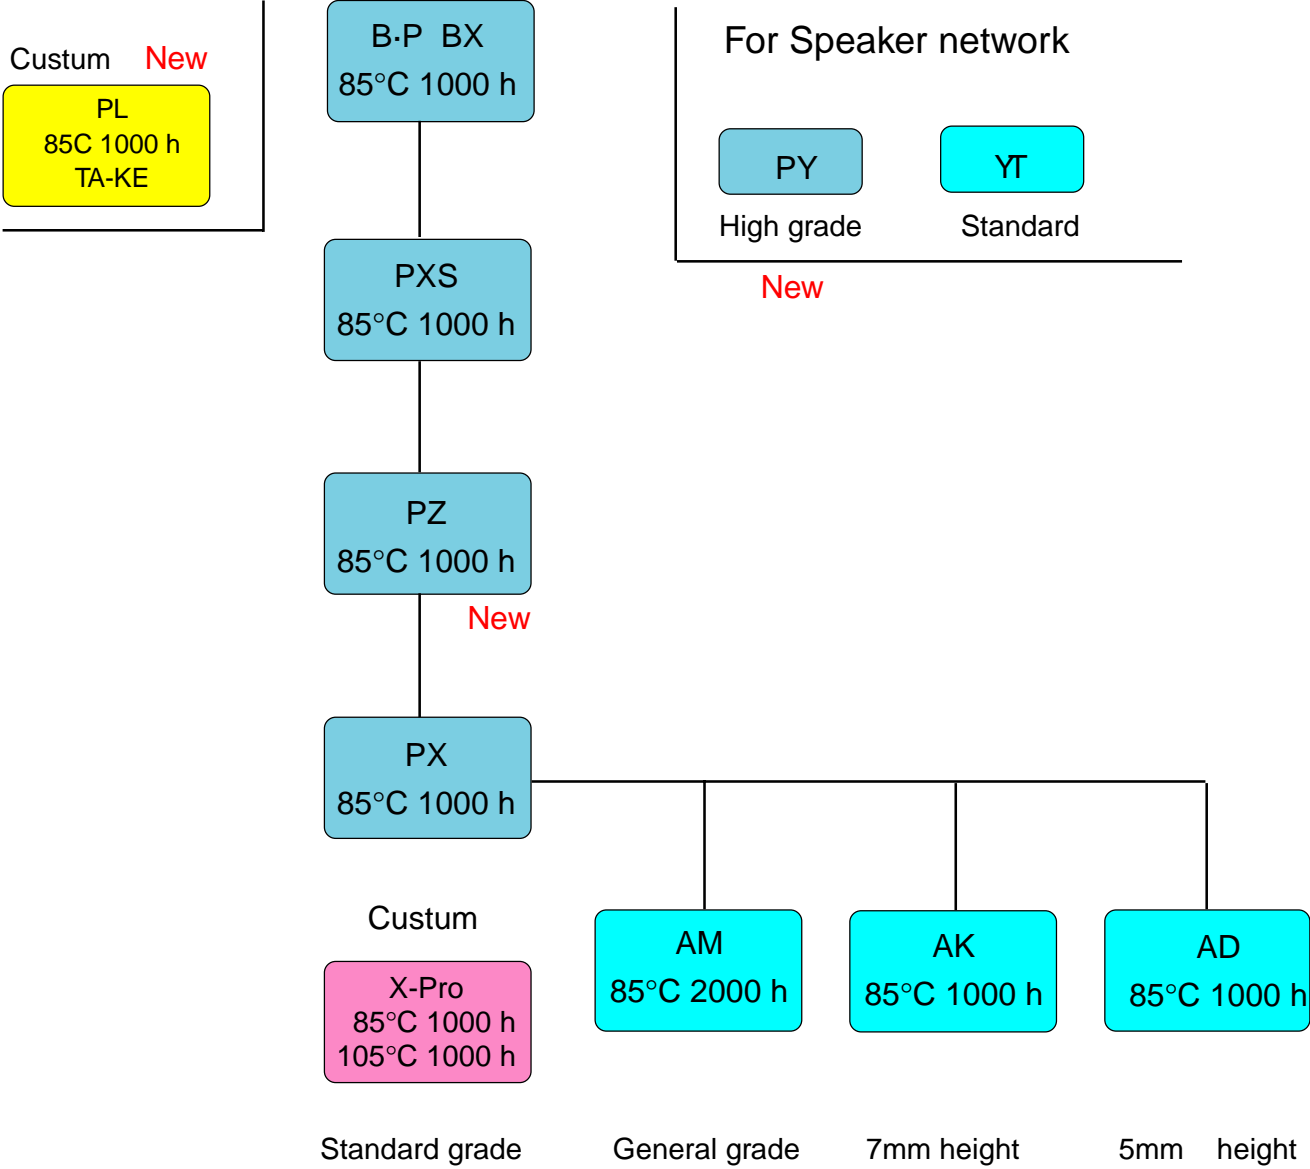 Custum New
PL
85C 1000 h
TA-KE
B·P BX
85°C 1000 h
For Speaker network
PY
High grade
YT
Standard
New
PXS
85°C 1000 h
PZ
85°C 1000 h
New
PX
85°C 1000 h
Custum
X-Pro
85°C 1000 h
105°C 1000 h
AM
85°C 2000 h
AK
85°C 1000 h
AD
85°C 1000 h
Standard grade
General grade
7mm height
5mm height